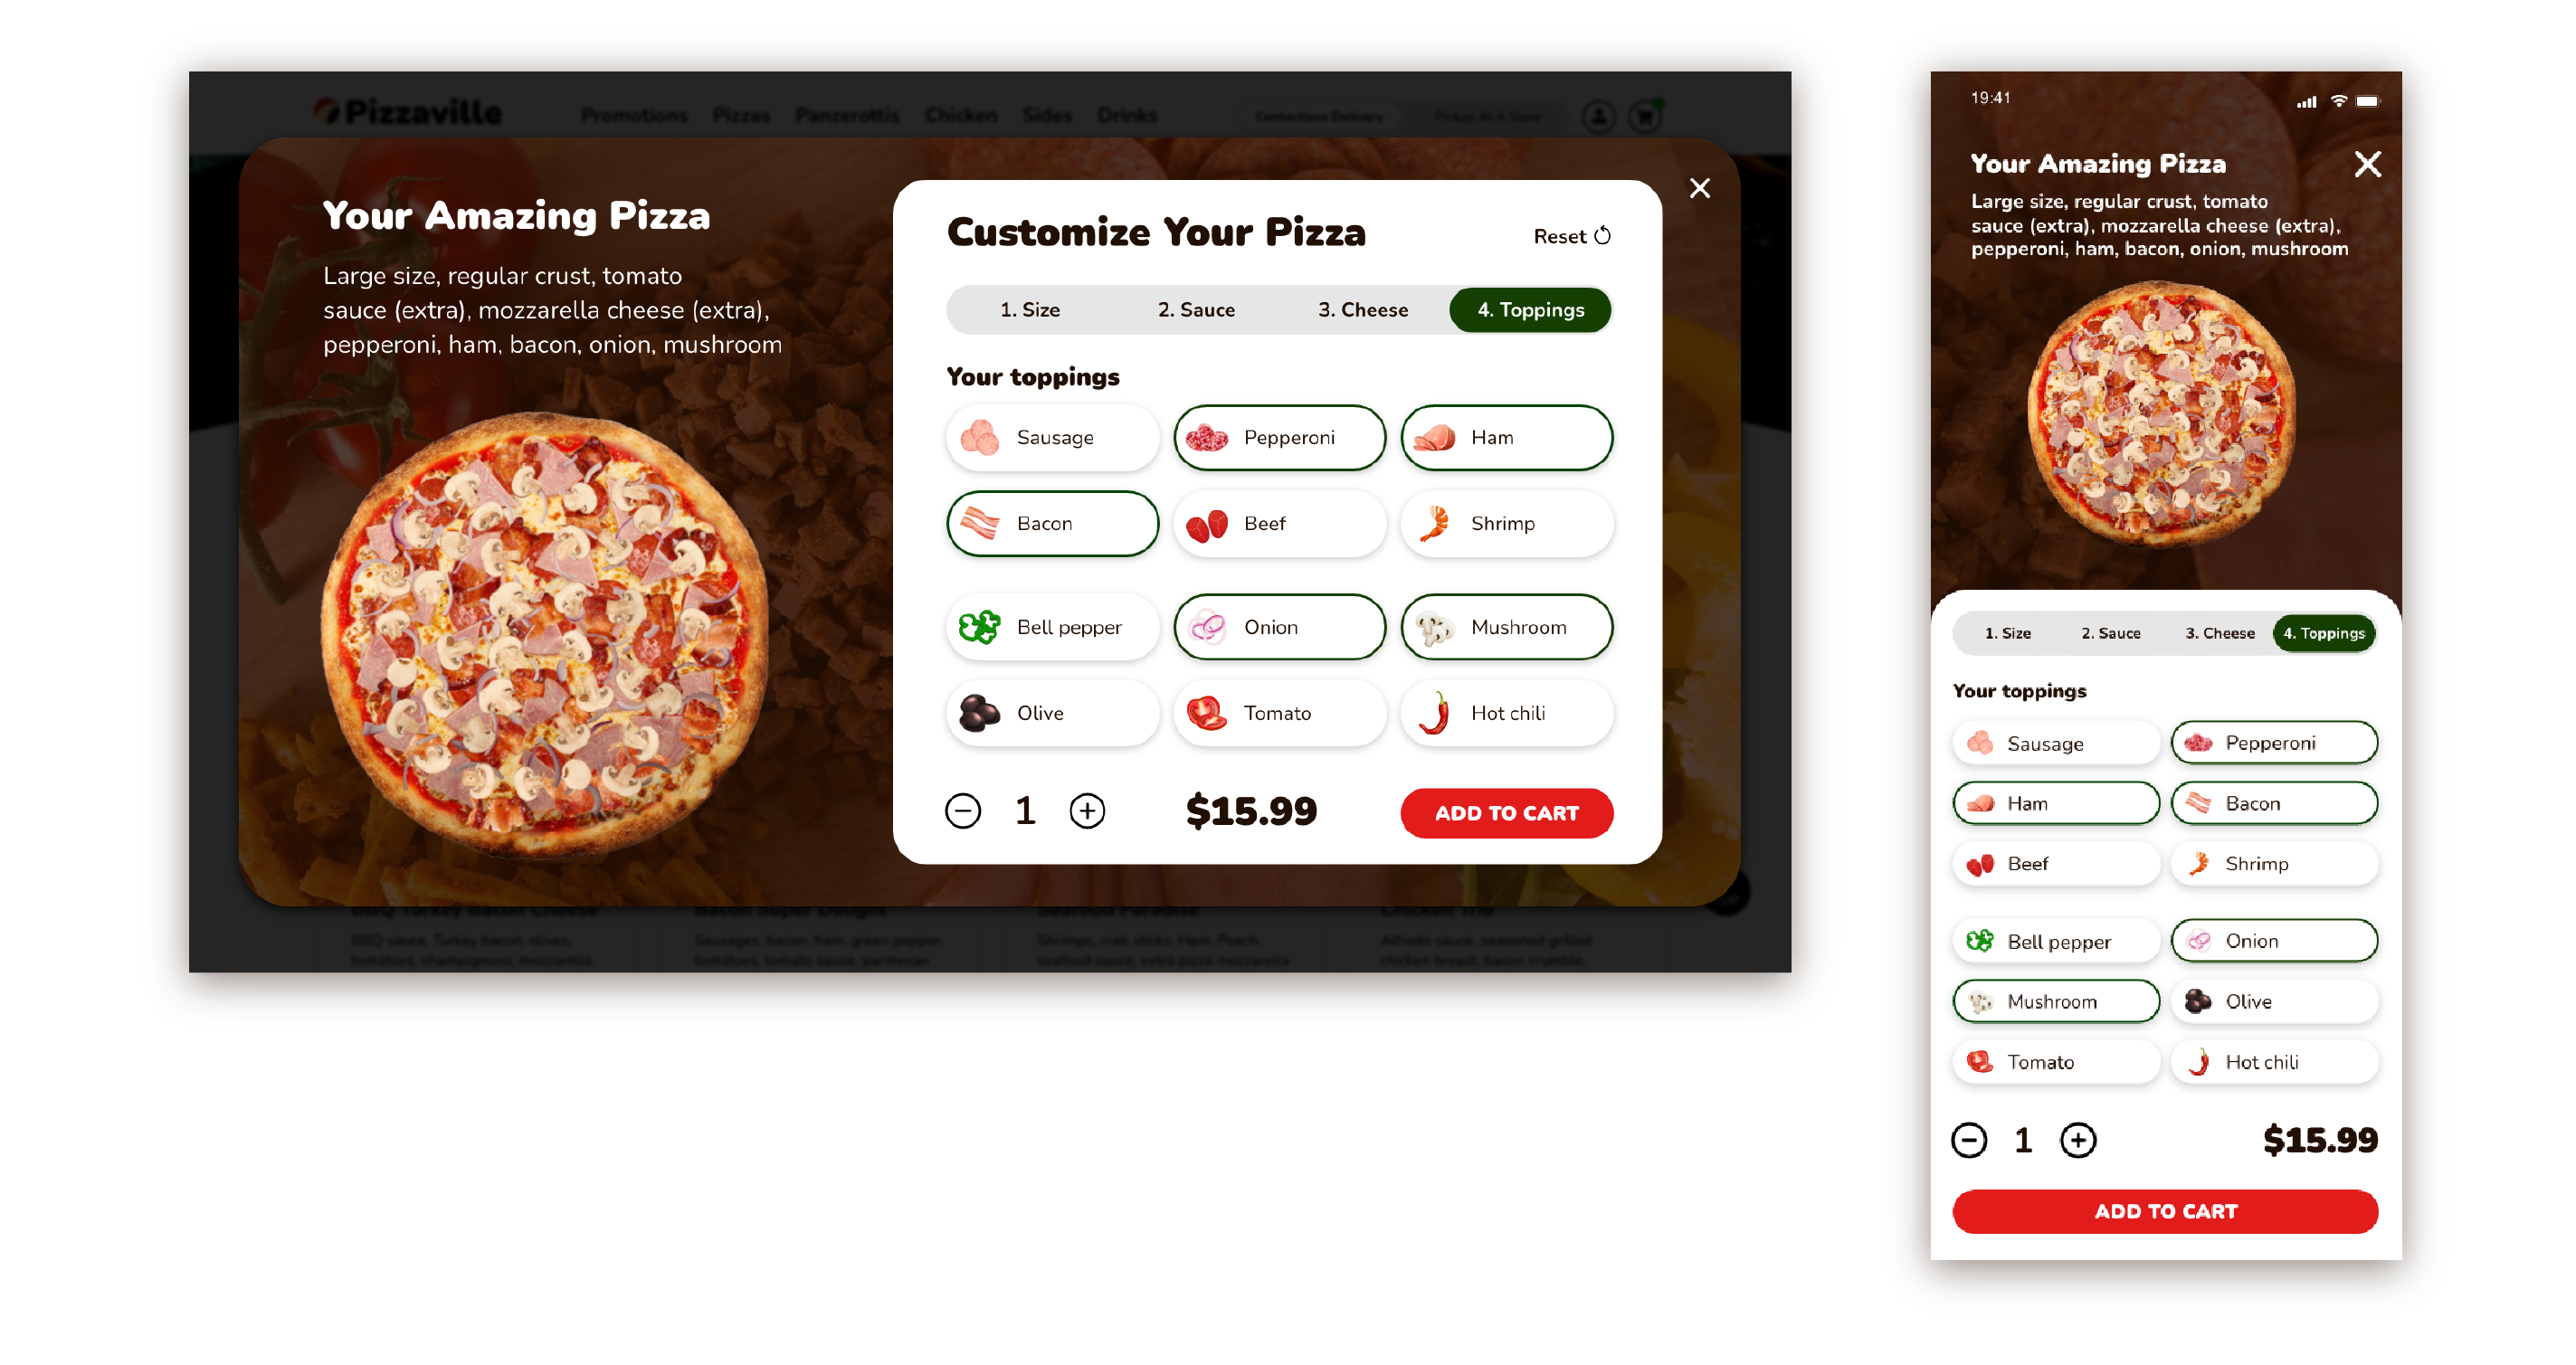 Pizzaville
Promotions Pizzas Panzerottis Chicken Sides Drinks
Contactless Delivery Pickup At A Store
Your Amazing Pizza
Large size, regular crust, tomato
sauce (extra), mozzarella cheese (extra),
pepperoni, ham, bacon, onion, mushroom
Customize Your Pizza
Reset
1. Size 2. Sauce 3. Cheese 4. Toppings
Your toppings
Sausage Pepperoni Ham
Bacon Beef Shrimp
Bell pepper Onion Mushroom
Olive Tomato Hot chili
1 $15.99 ADD TO CART
BBQ Turkey Bacon Cheese Bacon Super Delight Seafood Paradise Chicken Trio
BBQ sauce, Turkey bacon, olives, Sausages, bacon, ham, green pepper, Shrimps, crab sticks, Ham, Peach, Alfredo sauce, seasoned grilled
tomatoes, champignons, mozzarella tomatoes, tomato sauce, parmesan seafood sauce, extra pizza mozzarella chicken breast, bacon crumble,
19:41
Your Amazing Pizza
Large size, regular crust, tomato
sauce (extra), mozzarella cheese (extra),
pepperoni, ham, bacon, onion, mushroom
1. Size 2. Sauce 3. Cheese 4. Toppings
Your toppings
Sausage Pepperoni
Ham Bacon
Beef Shrimp
Bell pepper Onion
Mushroom Olive
Tomato Hot chili
1 $15.99
ADD TO CART